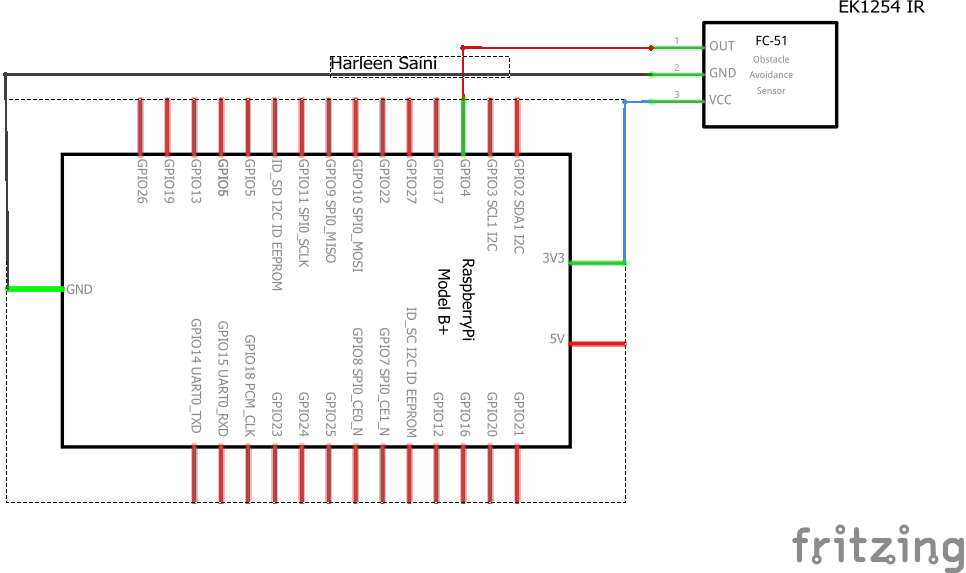 EK1254 IR
1
OUT
FC-51
2
GND
Obstacle
Avoidance
Sensor
3
VCC
Harleen Saini
GPIO26
GPIO19
GPIO13
GPIO6
GPIO5
ID_SD I2C ID EEPROM
GPIO11 SPI0_SCLK
GPIO9 SPI0_MISO
GIPO10 SPI0_MOSI
GPIO22
GPIO27
GPIO17
GPIO4
GPIO3 SCL1 I2C
GPIO2 SDA1 I2C
3V3
5V
GND
RaspberryPi
Model B+
GPIO14 UART0_TXD
GPIO15 UART0_RXD
GPIO18 PCM_CLK
GPIO23
GPIO24
GPIO25
GPIO8 SPI0_CE0_N
GPIO7 SPI0_CE1_N
ID_SC I2C ID EEPROM
GPIO12
GPIO16
GPIO20
GPIO21
fritzing